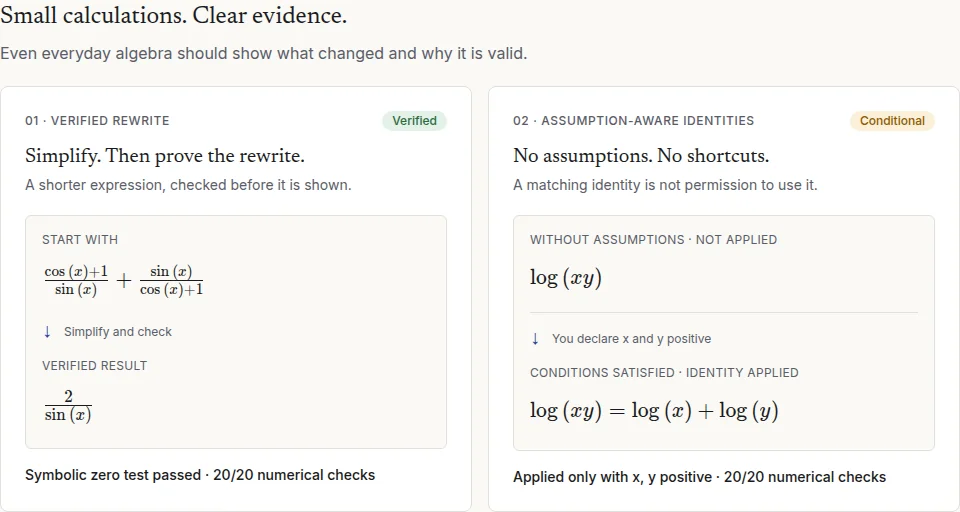 Small calculations. Clear evidence.
Even everyday algebra should show what changed and why it is valid.
01 · VERIFIED REWRITE
Verified
Simplify. Then prove the rewrite.
A shorter expression, checked before it is shown.
START WITH
\frac{\cos(x)+1}{\sin(x)} + \frac{\sin(x)}{\cos(x)+1}
↓ Simplify and check
VERIFIED RESULT
\frac{2}{\sin(x)}
Symbolic zero test passed · 20/20 numerical checks
02 · ASSUMPTION-AWARE IDENTITIES
Conditional
No assumptions. No shortcuts.
A matching identity is not permission to use it.
WITHOUT ASSUMPTIONS · NOT APPLIED
log (xy)
↓ You declare x and y positive
CONDITIONS SATISFIED · IDENTITY APPLIED
log (xy) = log (x) + log (y)
Applied only with x, y positive · 20/20 numerical checks